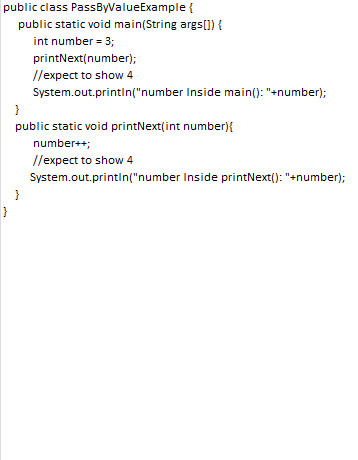 public class PassByValueExample {
public static void main(String args[]) {
int number = 3;
printNext(number);
//expect to show 4
System.out.println("number Inside main(): "+number);
}
public static void printNext(int number){
number++;
//expect to show 4
System.out.println("number Inside printNext(): "+number);
}
}